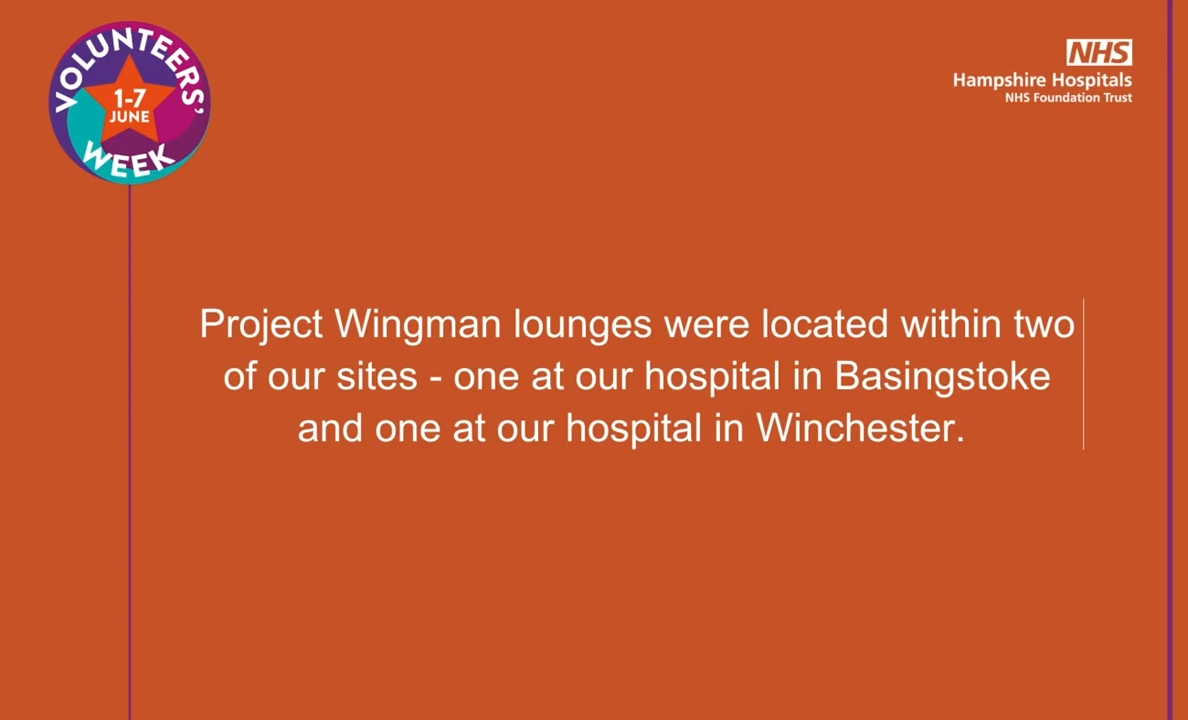 VOLUNTEERS'
1-7
JUNE
WEEK
NHS
Hampshire Hospitals
NHS Foundation Trust
Project Wingman lounges were located within two
of our sites - one at our hospital in Basingstoke
and one at our hospital in Winchester.